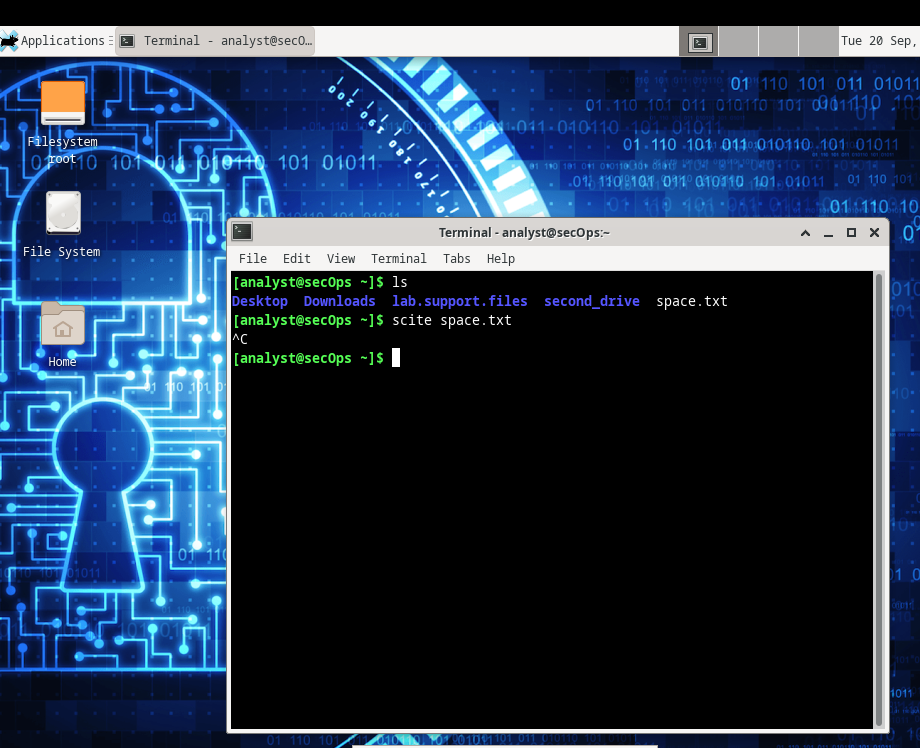 Applications
Terminal - analyst@secO...
Tue 20 Sep,
Filesystem
root
File System
Home
Terminal - analyst@secOps:~
File Edit View Terminal Tabs Help
[analyst@secOps ~]$ ls
Desktop Downloads lab.support.files second_drive space.txt
[analyst@secOps ~]$ scite space.txt
^C
[analyst@secOps ~]$